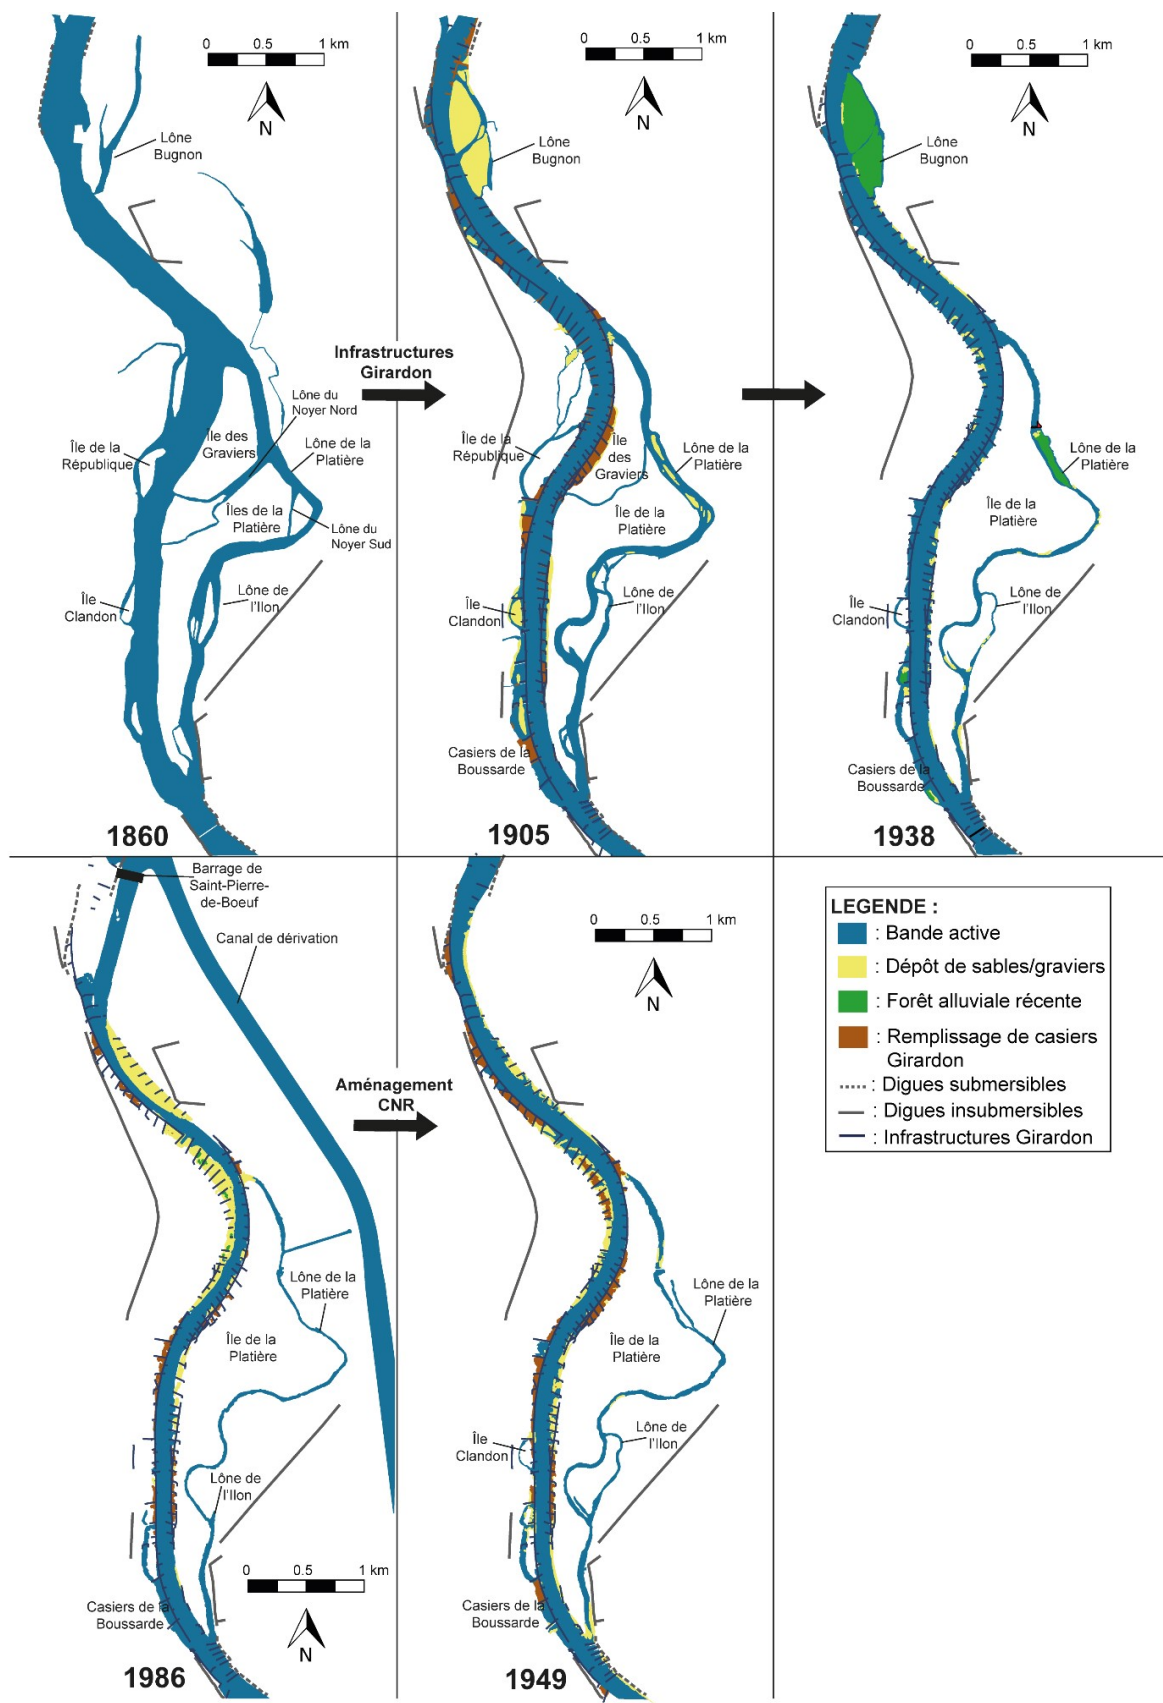 0 0.5 1 km
N
Lône
Bugnon
Lône du
Noyer Nord
Île des
Graviers
Lône de la
Platière
Île de la
République
Îles de la
Platière
Lône du
Noyer Sud
Lône de
l'Ilon
Île
Clandon
1860
Infrastructures
Girardon
0 0.5 1 km
N
Lône
Bugnon
Île de la
République
Île
des
Graviers
Lône de la
Platière
Île de la
Platière
Île
Clandon
Lône de
l'Ilon
Casiers de la
Boussarde
1905
0 0.5 1 km
N
Lône
Bugnon
Lône de la
Platière
Île de la
Platière
Île
Clandon
Lône de
l'Ilon
Casiers de la
Boussarde
1938
Barrage de
Saint-Pierre-
de-Boeuf
Canal de dérivation
Lône de la
Platière
Île de la
Platière
Lône de
l'Ilon
0 0.5 1 km
N
Casiers de la
Boussarde
1986
Aménagement
CNR
0 0.5 1 km
N
Lône de la
Platière
Île de la
Platière
Île
Clandon
Lône de
l'Ilon
Casiers de la
Boussarde
1949
LEGENDE :
: Bande active
: Dépôt de sables/graviers
: Forêt alluviale récente
: Remplissage de casiers
Girardon
: Digues submersibles
: Digues insubmersibles
: Infrastructures Girardon